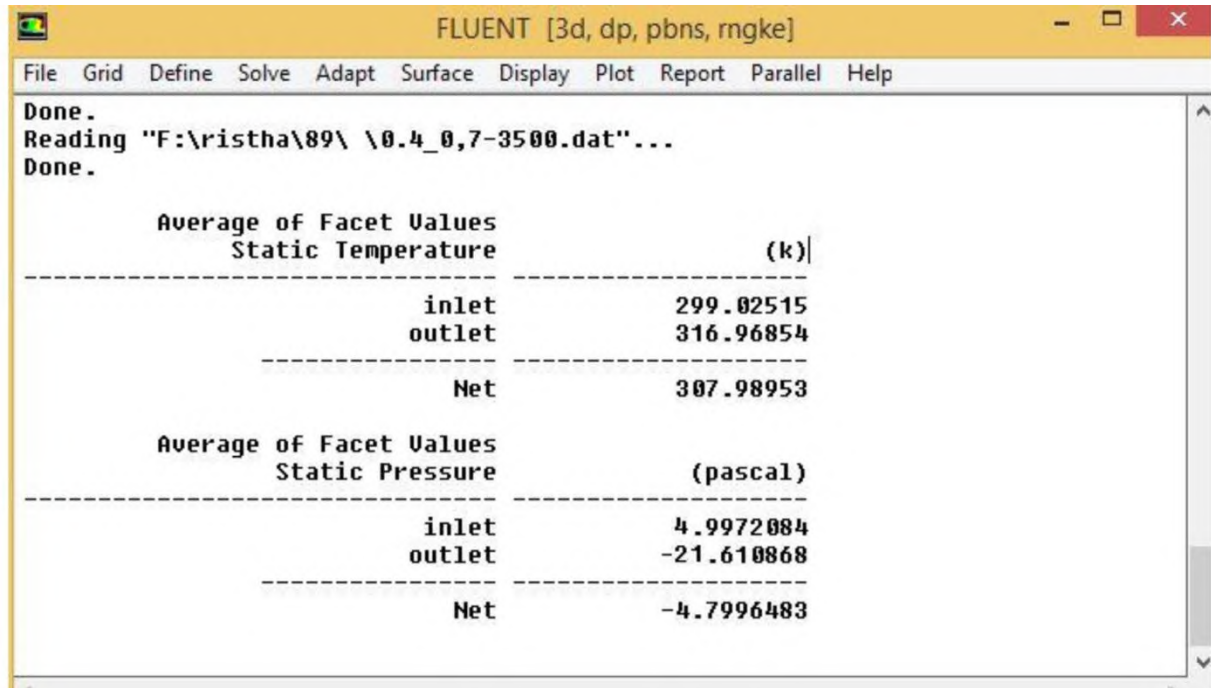 FLUENT [3d, dp, pbns, rngke]
File Grid Define Solve Adapt Surface Display Plot Report Parallel Help
Done.
Reading "F:\ristha\89\ \0.4_0,7-3500.dat"...
Done.
Average of Facet Values
Static Temperature (k)
-------------------------------- --------------------
inlet 299.02515
outlet 316.96854
---------------- --------------------
Net 307.98953
Average of Facet Values
Static Pressure (pascal)
-------------------------------- --------------------
inlet 4.9972084
outlet -21.610868
---------------- --------------------
Net -4.7996483